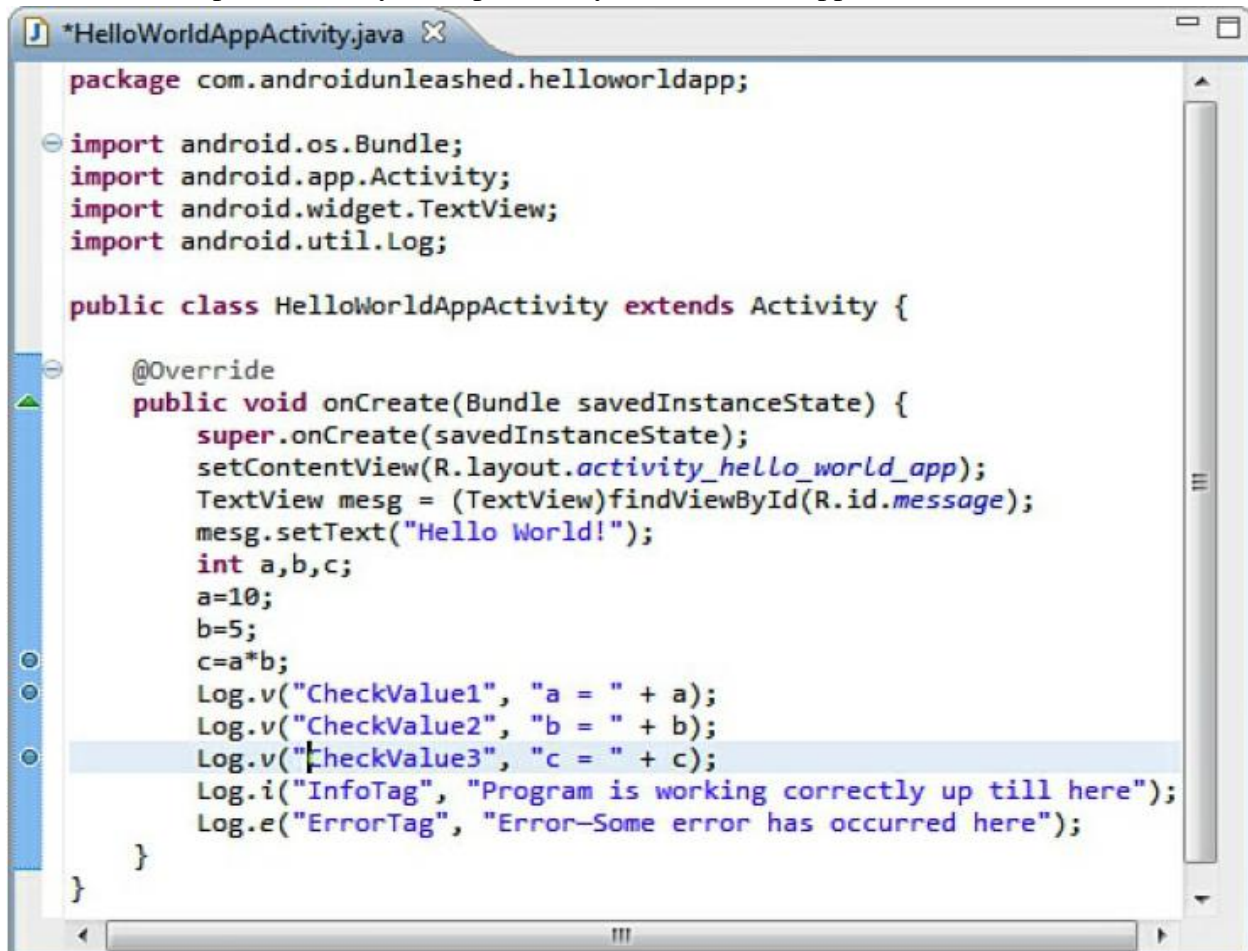 *HelloWorldAppActivity.java
package com.androidunleashed.helloworldapp;
import android.os.Bundle;
import android.app.Activity;
import android.widget.TextView;
import android.util.Log;
public class HelloWorldAppActivity extends Activity {
@Override
public void onCreate(Bundle savedInstanceState) {
super.onCreate(savedInstanceState);
setContentView(R.layout.activity_hello_world_app);
TextView mesg = (TextView)findViewById(R.id.message);
mesg.setText("Hello World!");
int a,b,c;
a=10;
b=5;
c=a*b;
Log.v("CheckValue1", "a = " + a);
Log.v("CheckValue2", "b = " + b);
Log.v("CheckValue3", "c = " + c);
Log.i("InfoTag", "Program is working correctly up till here");
Log.e("ErrorTag", "Error—Some error has occurred here");
}
}